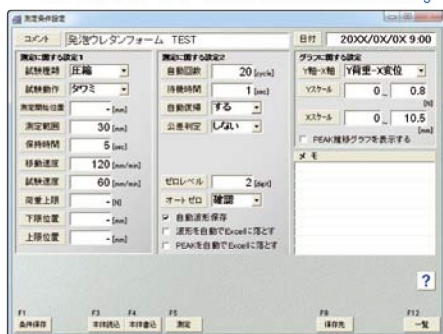 測定条件設定
コメント 発泡ウレタンフォーム TEST 日付 20XX/0X/0X 9:00
測定に関する設定1
試験種類 圧縮
試験動作 タワミ
測定開始位置 - [mm]
測定範囲 30 [mm]
保持時間 5 [sec]
移動速度 120 [mm/min]
試験速度 60 [mm/min]
荷重上限 - [N]
下限位置 - [mm]
上限位置 - [mm]
測定に関する設定2
自動回数 20 [cycle]
待機時間 1 [sec]
自動復帰 する
公差判定 しない
ゼロレベル 2 [digit]
オートゼロ 確認
自動波形保存
波形を自動でExcelに落とす
PEAKを自動でExcelに落とす
グラフに関する設定
Y軸-X軸 Y荷重-X変位
Yスケール 0 ~ 0.8
[N]
Xスケール 0 ~ 10.5
[mm]
PEAK推移グラフを表示する
メモ
?
F1 F3 F4 F5 F8 F12
条件保存 本体読込 本体書込 測定 保存先 一覧